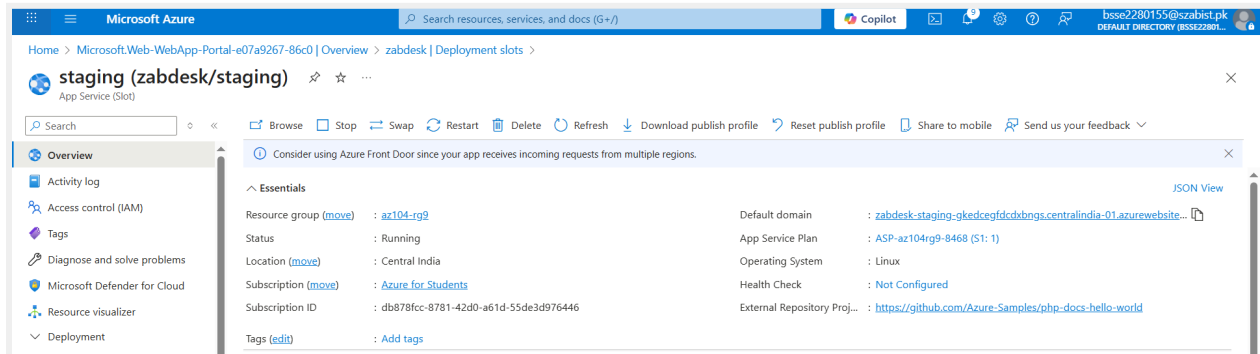 Microsoft Azure
Search resources, services, and docs (G+/)
Copilot
9
bsse2280155@szabist.pk
DEFAULT DIRECTORY (BSSE22801...
Home > Microsoft.Web-WebApp-Portal-e07a9267-86c0 | Overview > zabdesk | Deployment slots >
staging (zabdesk/staging) ...
App Service (Slot)
Search
Browse Stop Swap Restart Delete Refresh Download publish profile Reset publish profile Share to mobile Send us your feedback
Overview
Activity log
Access control (IAM)
Tags
Diagnose and solve problems
Microsoft Defender for Cloud
Resource visualizer
Deployment
Consider using Azure Front Door since your app receives incoming requests from multiple regions.
Essentials
JSON View
Resource group (move) : az104-rg9
Status : Running
Location (move) : Central India
Subscription (move) : Azure for Students
Subscription ID : db878fcc-8781-42d0-a61d-55de3d976446
Default domain : zabdesk-staging-gkedcegfdcdxbngs.centralindia-01.azurewebsite...
App Service Plan : ASP-az104rg9-8468 (S1: 1)
Operating System : Linux
Health Check : Not Configured
External Repository Proj... : https://github.com/Azure-Samples/php-docs-hello-world
Tags (edit) : Add tags